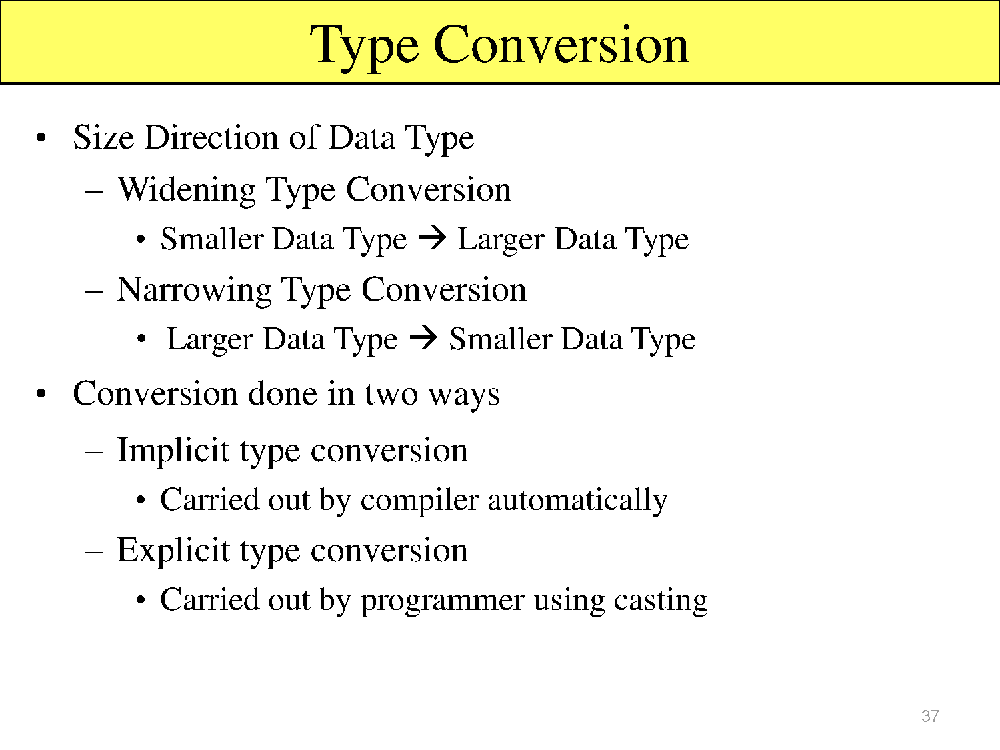 Type Conversion
• Size Direction of Data Type
– Widening Type Conversion
• Smaller Data Type → Larger Data Type
– Narrowing Type Conversion
• Larger Data Type → Smaller Data Type
• Conversion done in two ways
– Implicit type conversion
• Carried out by compiler automatically
– Explicit type conversion
• Carried out by programmer using casting
37